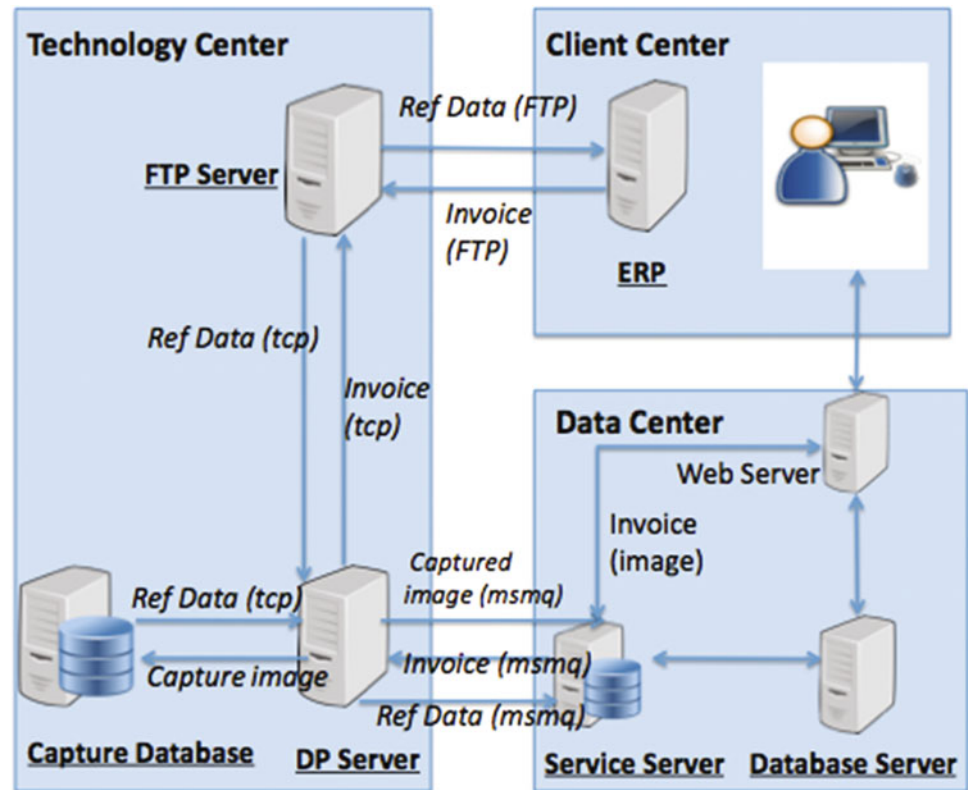 Technology Center
Client Center
Ref Data (FTP)
FTP Server
Invoice
(FTP)
ERP
Ref Data (tcp)
Invoice
(tcp)
Data Center
Web Server
Invoice
(image)
Captured
image (msmq)
Ref Data (tcp)
Invoice (msmq)
Capture image
Ref Data (msmq)
Capture Database
DP Server
Service Server
Database Server